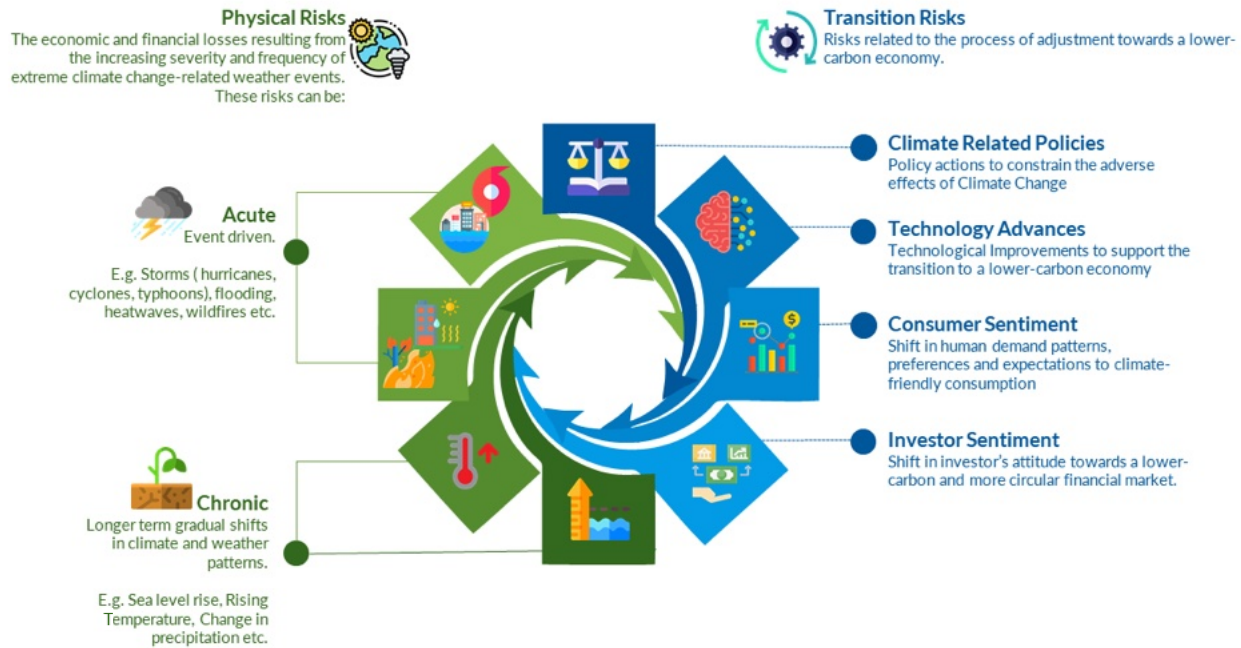 Physical Risks
The economic and financial losses resulting from
the increasing severity and frequency of
extreme climate change-related weather events.
These risks can be:
Transition Risks
Risks related to the process of adjustment towards a lower-
carbon economy.
Acute
Event driven.
E.g. Storms ( hurricanes,
cyclones, typhoons), flooding,
heatwaves, wildfires etc.
Chronic
Longer term gradual shifts
in climate and weather
patterns.
E.g. Sea level rise, Rising
Temperature, Change in
precipitation etc.
Climate Related Policies
Policy actions to constrain the adverse
effects of Climate Change
Technology Advances
Technological Improvements to support the
transition to a lower-carbon economy
Consumer Sentiment
Shift in human demand patterns,
preferences and expectations to climate-
friendly consumption
Investor Sentiment
Shift in investor's attitude towards a lower-
carbon and more circular financial market.